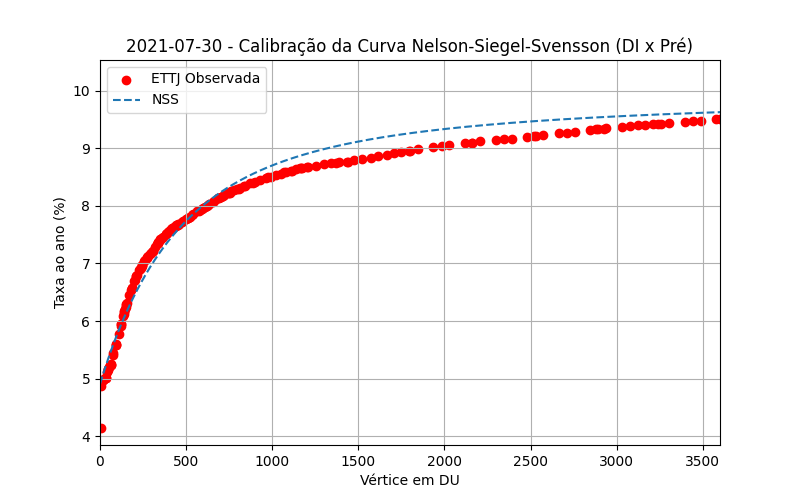 2021-07-30 - Calibração da Curva Nelson-Siegel-Svensson (DI x Pré)
ETTJ Observada
NSS
Taxa ao ano (%)
10
9
8
7
6
5
4
0 500 1000 1500 2000 2500 3000 3500
Vértice em DU